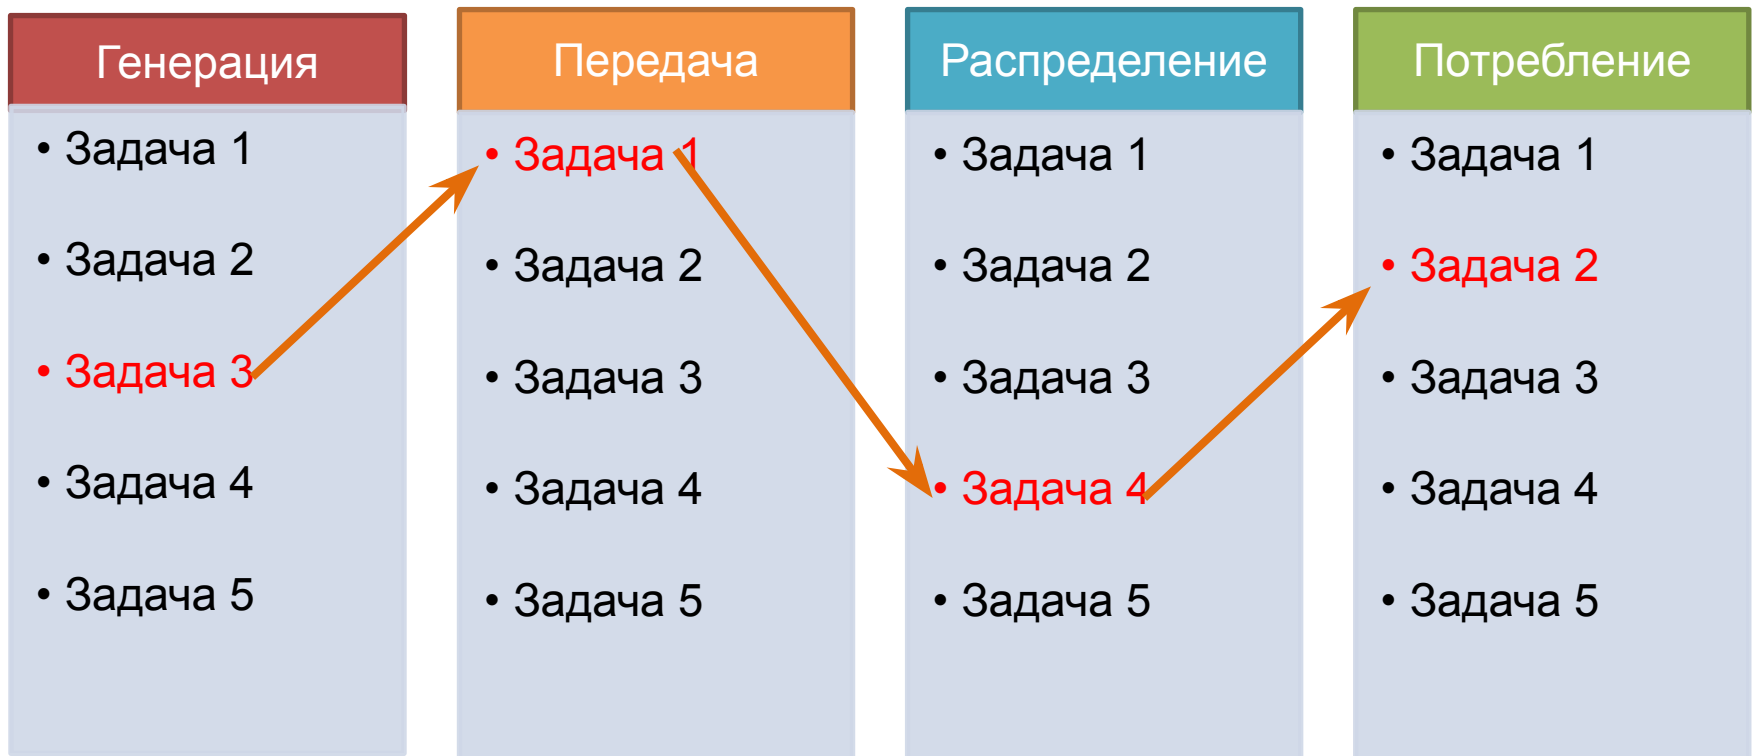 Генерация
• Задача 1
• Задача 2
• Задача 3
• Задача 4
• Задача 5
Передача
• Задача 1
• Задача 2
• Задача 3
• Задача 4
• Задача 5
Распределение
• Задача 1
• Задача 2
• Задача 3
• Задача 4
• Задача 5
Потребление
• Задача 1
• Задача 2
• Задача 3
• Задача 4
• Задача 5